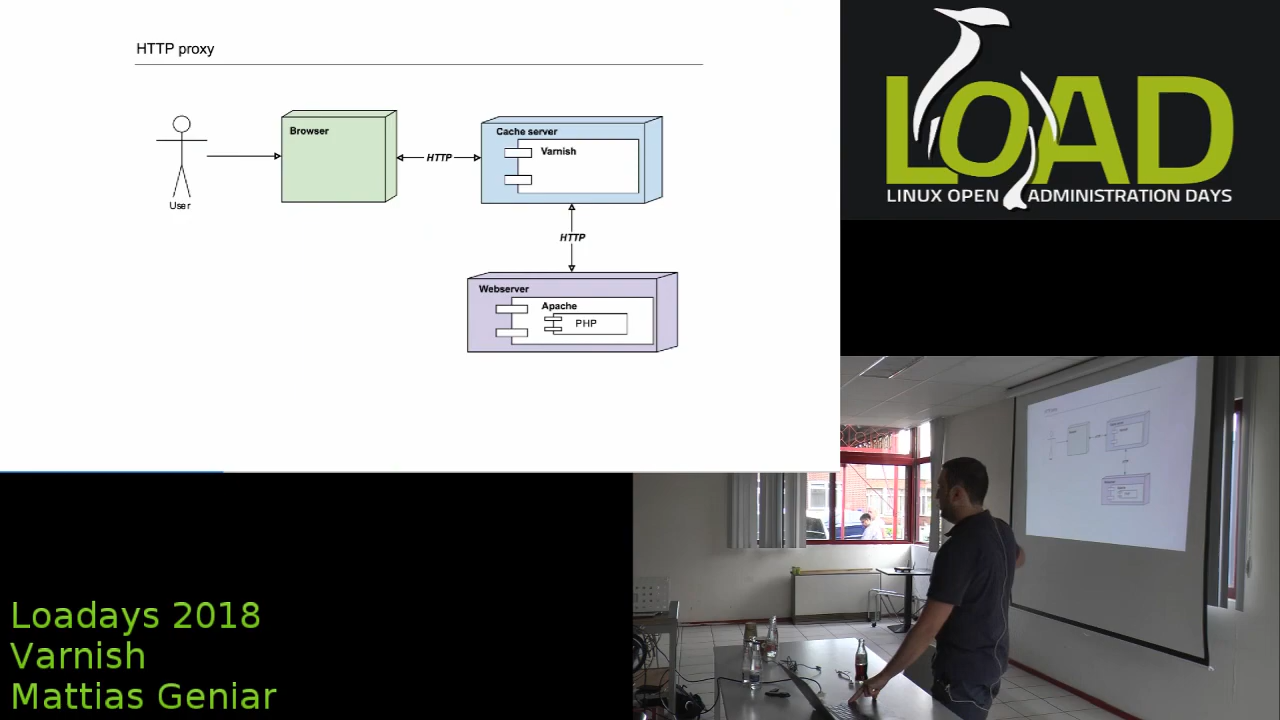 HTTP proxy
Browser
Cache server
Varnish
HTTP
User
HTTP
Webserver
Apache
PHP
LOAD
LINUX OPEN ADMINISTRATION DAYS
Loadays 2018
Varnish
Mattias Geniar